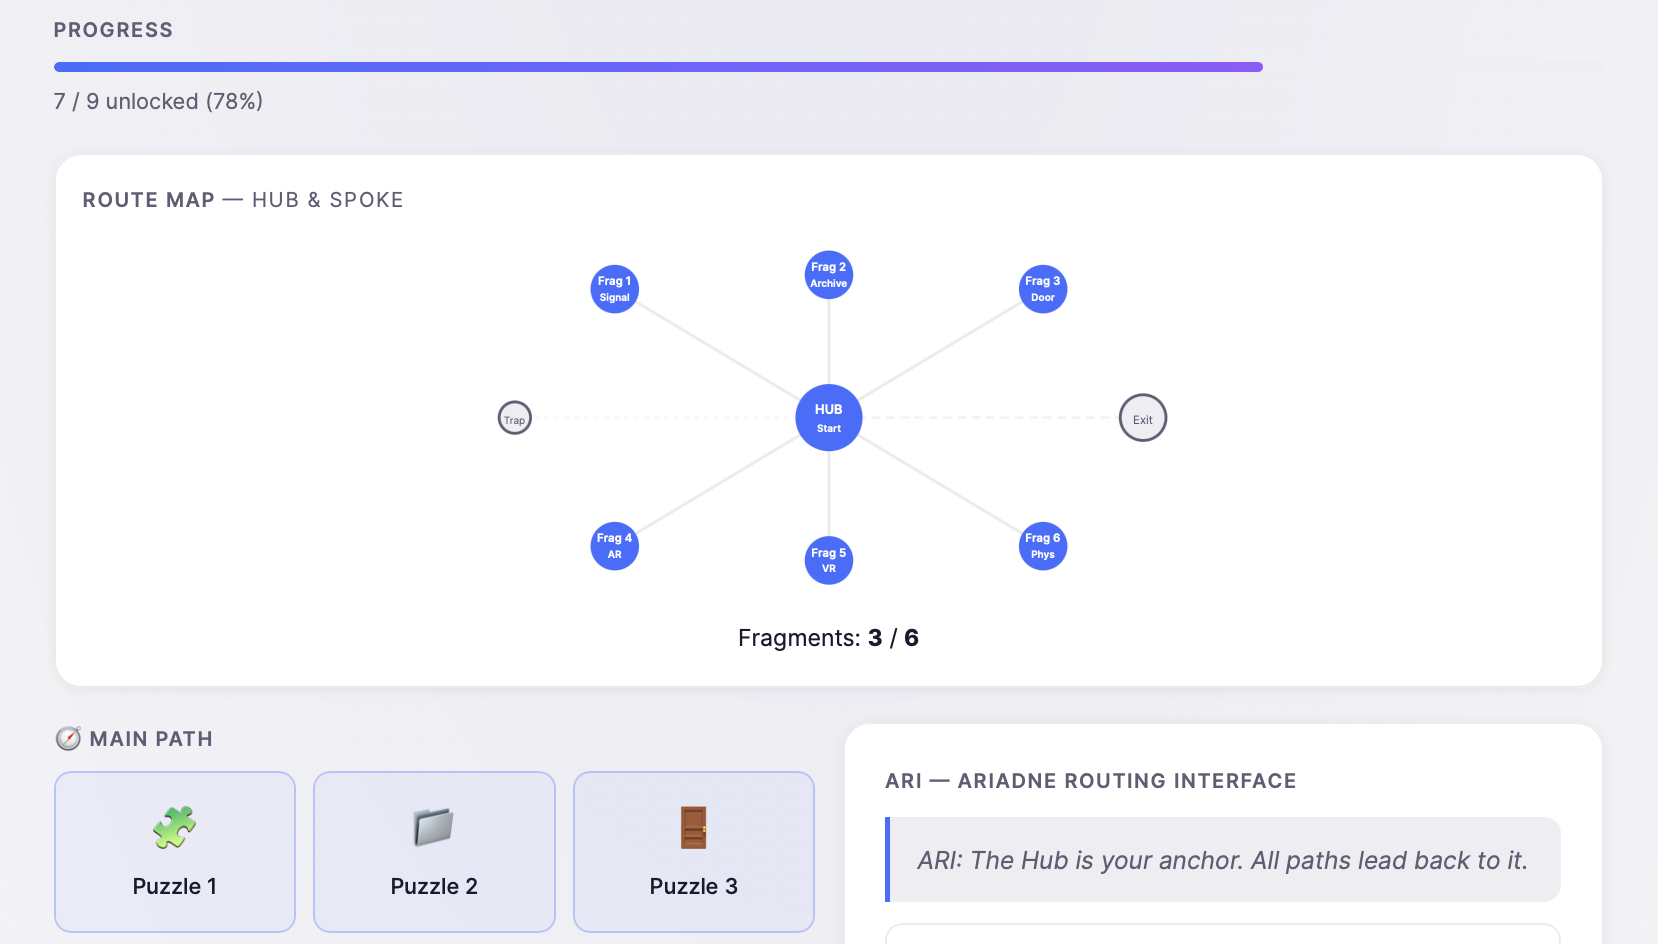 PROGRESS
7 / 9 unlocked (78%)
ROUTE MAP — HUB & SPOKE
Frag 1
Signal
Frag 2
Archive
Frag 3
Door
Trap
HUB
Start
Exit
Frag 4
AR
Frag 5
VR
Frag 6
Phys
Fragments: 3 / 6
MAIN PATH
Puzzle 1
Puzzle 2
Puzzle 3
ARI — ARIADNE ROUTING INTERFACE
ARI: The Hub is your anchor. All paths lead back to it.